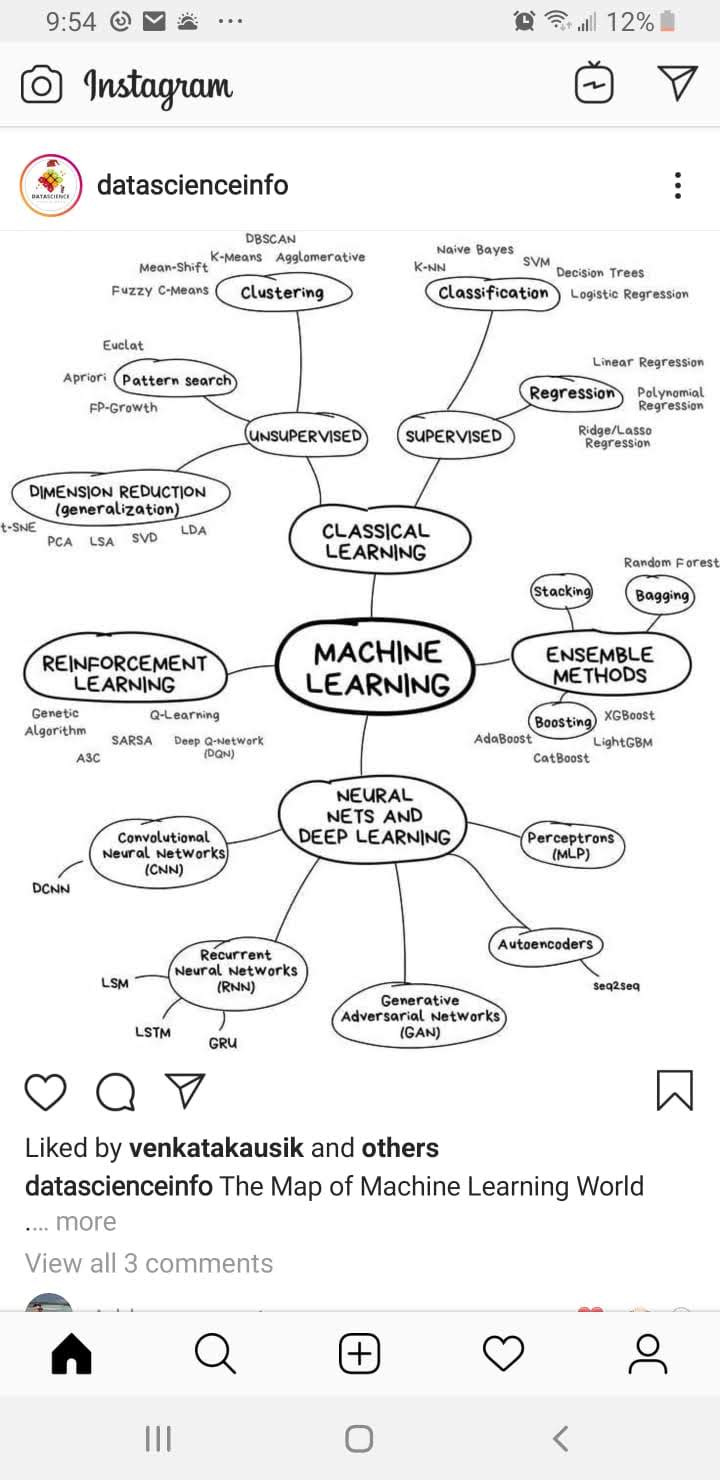 9:54
12%
Instagram
datascienceinfo
DATASCIENCE
DBSCAN
K-Means Agglomerative
Mean-Shift
Fuzzy C-Means
Clustering
Naive Bayes
K-NN
SVM
Decision Trees
Classification
Logistic Regression
Euclat
Apriori
Pattern search
FP-Growth
Linear Regression
Regression
Polynomial
Regression
Ridge/Lasso
Regression
UNSUPERVISED
SUPERVISED
DIMENSION REDUCTION
(generalization)
t-SNE
PCA
LSA
SVD
LDA
CLASSICAL
LEARNING
Random Forest
Stacking
Bagging
MACHINE
LEARNING
REINFORCEMENT
LEARNING
ENSEMBLE
METHODS
Genetic
Algorithm
Q-Learning
SARSA
Deep Q-Network
(DQN)
A3C
Boosting
XGBoost
AdaBoost
LightGBM
CatBoost
NEURAL
NETS AND
DEEP LEARNING
Convolutional
Neural Networks
(CNN)
DCNN
Perceptrons
(MLP)
Autoencoders
seq2seq
Recurrent
Neural Networks
(RNN)
LSM
LSTM
GRU
Generative
Adversarial Networks
(GAN)
Liked by venkatakausik and others
datascienceinfo The Map of Machine Learning World
.... more
View all 3 comments